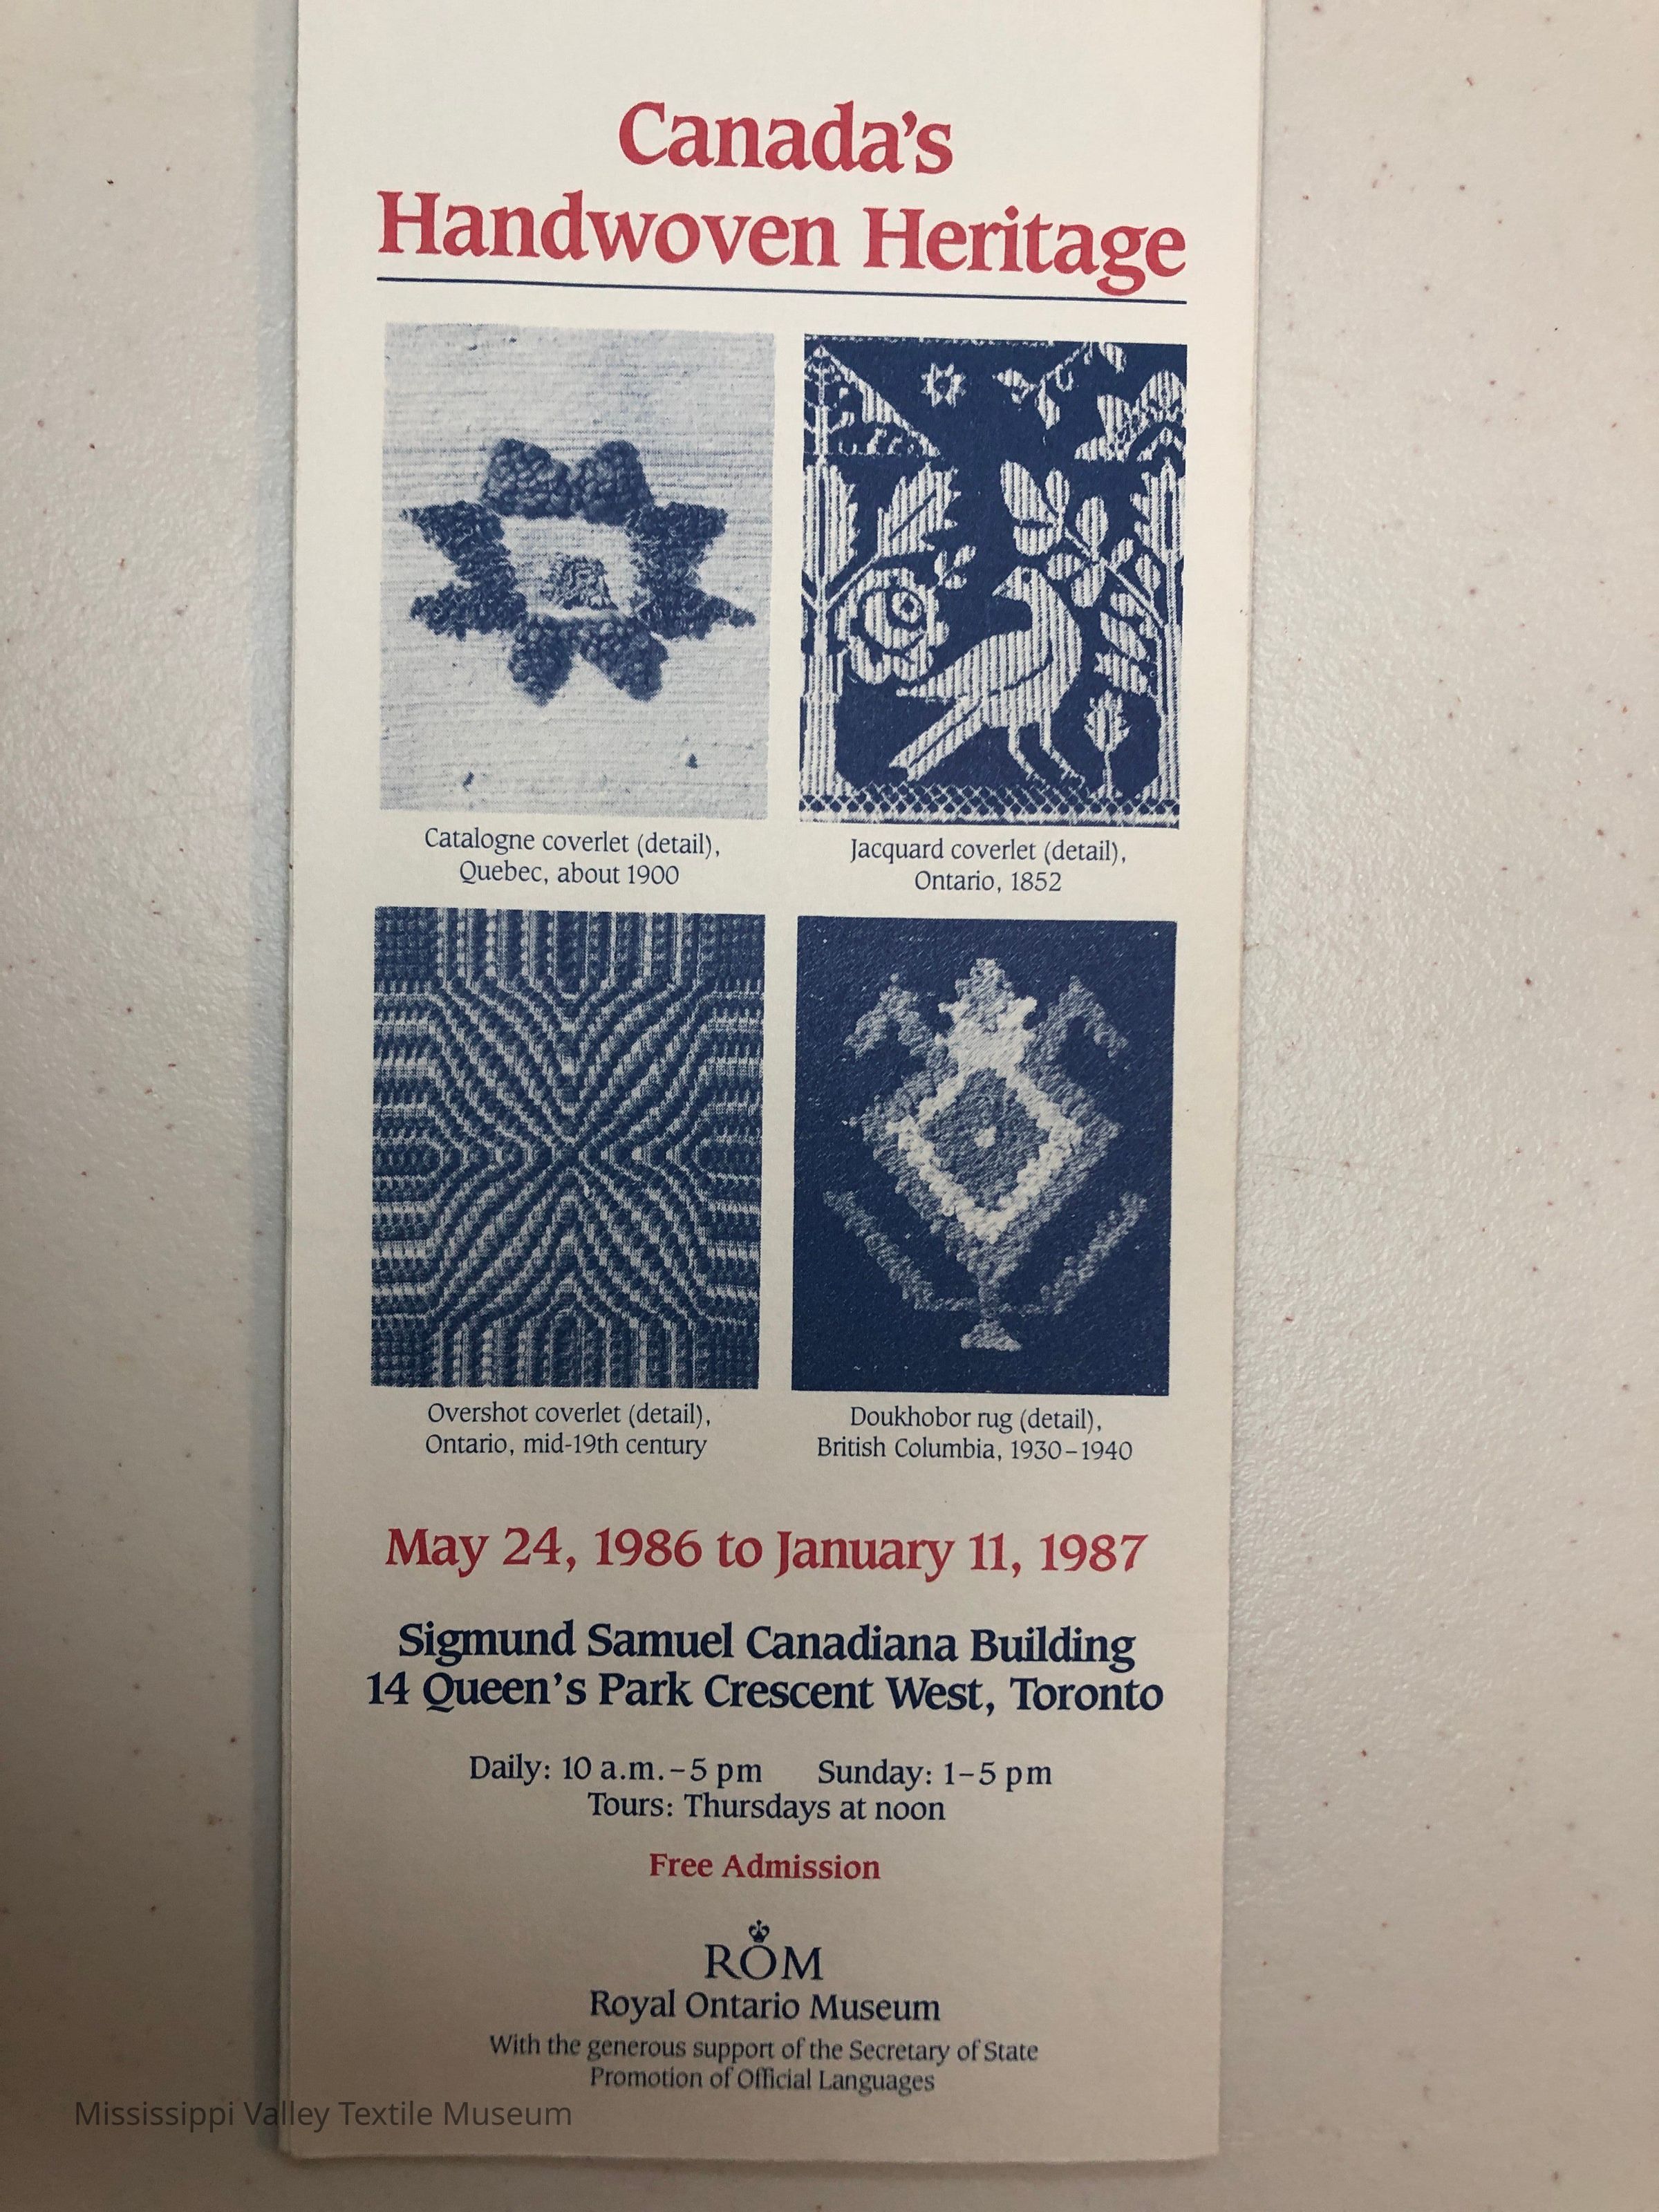 Canada's
Handwoven Heritage
Catalogne coverlet (detail),
Quebec, about 1900
Jacquard coverlet (detail),
Ontario, 1852
Overshot coverlet (detail),
Ontario, mid-19th century
Doukhobor rug (detail),
British Columbia, 1930–1940
May 24, 1986 to January 11, 1987
Sigmund Samuel Canadiana Building
14 Queen's Park Crescent West, Toronto
Daily: 10 a.m.–5 pm Sunday: 1–5 pm
Tours: Thursdays at noon
Free Admission
ROM
Royal Ontario Museum
With the generous support of the Secretary of State
Promotion of Official Languages
Mississippi Valley Textile Museum